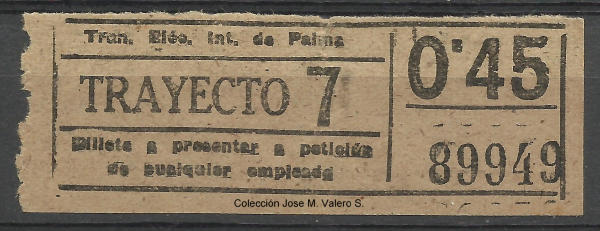 Tran. Eléc. Int. de Palma
TRAYECTO 7
0'45
Billete a presentar a petición
de cualquier empleado
89949
Colección Jose M. Valero S.